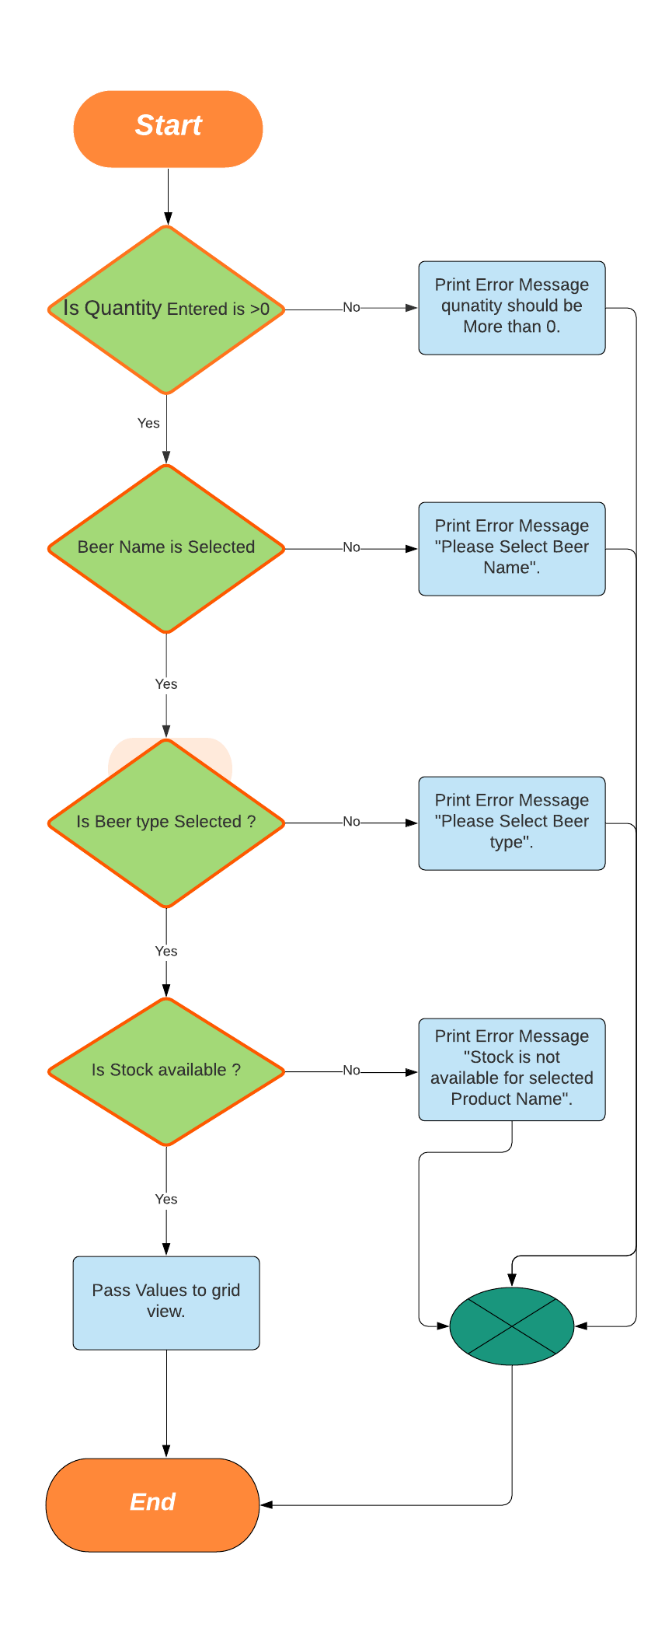 Start
Is Quantity Entered is >0
No
Print Error Message
qunatity should be
More than 0.
Yes
Beer Name is Selected
No
Print Error Message
"Please Select Beer
Name".
Yes
Is Beer type Selected ?
No
Print Error Message
"Please Select Beer
type".
Yes
Is Stock available ?
No
Print Error Message
"Stock is not
available for selected
Product Name".
Yes
Pass Values to grid
view.
End